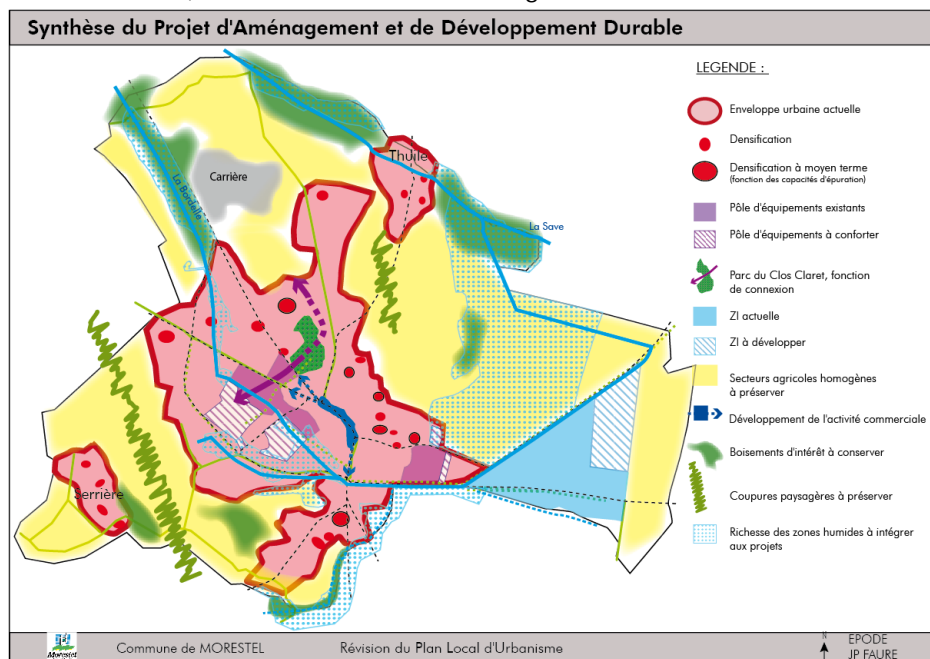 Synthèse du Projet d'Aménagement et de Développement Durable
LEGENDE :
Enveloppe urbaine actuelle
Densification
Densification à moyen terme
(fonction des capacités d'épuration)
Pôle d'équipements existants
Pôle d'équipements à conforter
Parc du Clos Claret, fonction
de connexion
ZI actuelle
ZI à développer
Secteurs agricoles homogènes
à préserver
Développement de l'activité commerciale
Boisements d'intérêt à conserver
Coupures paysagères à préserver
Richesse des zones humides à intégrer
aux projets
Thuile
Carrière
La Bordelle
La Save
Serrière
Morestel
Commune de MORESTEL
Révision du Plan Local d'Urbanisme
N
EPODE
JP FAURE